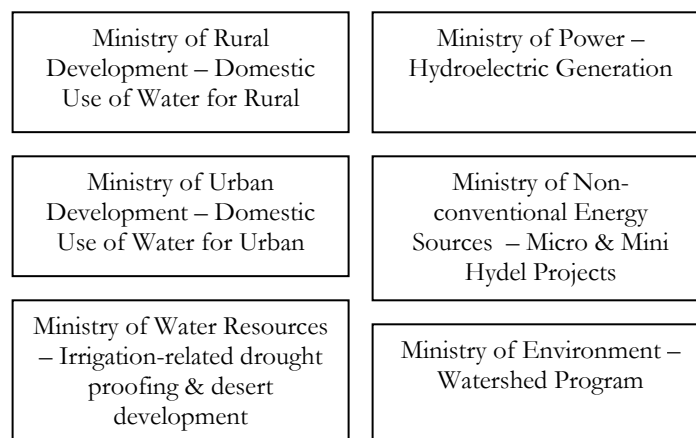 Ministry of Rural
Development – Domestic
Use of Water for Rural
Ministry of Power –
Hydroelectric Generation
Ministry of Urban
Development – Domestic
Use of Water for Urban
Ministry of Non-
conventional Energy
Sources – Micro & Mini
Hydel Projects
Ministry of Water Resources
– Irrigation-related drought
proofing & desert
development
Ministry of Environment –
Watershed Program